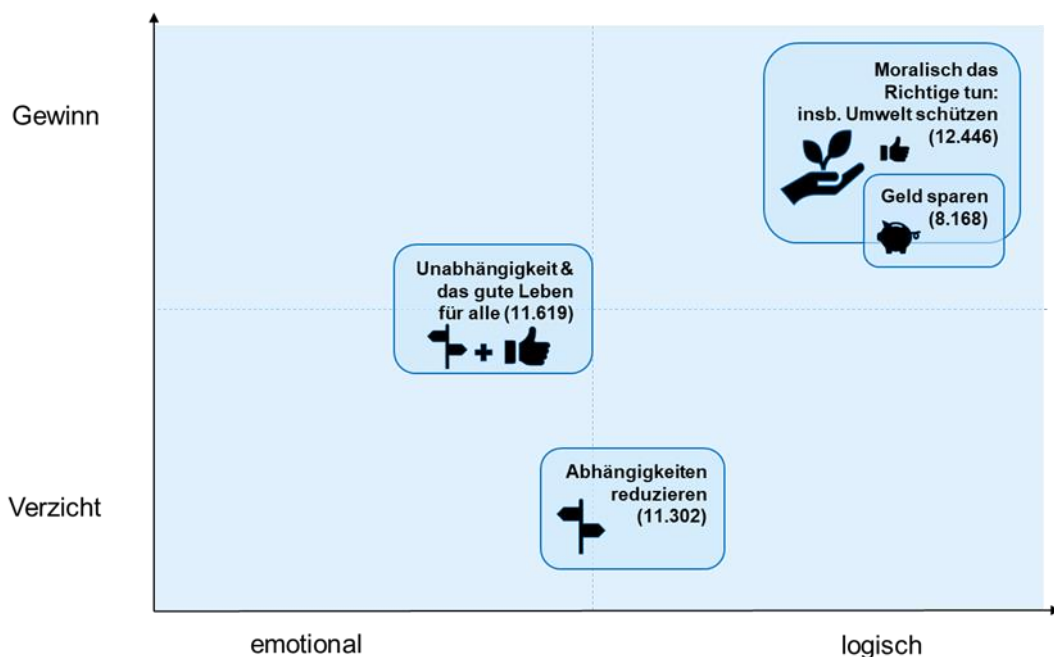 Gewinn
Moralisch das
Richtige tun:
insb. Umwelt schützen
(12.446)
Geld sparen
(8.168)
Unabhängigkeit &
das gute Leben
für alle (11.619)
Verzicht
Abhängigkeiten
reduzieren
(11.302)
emotional
logisch